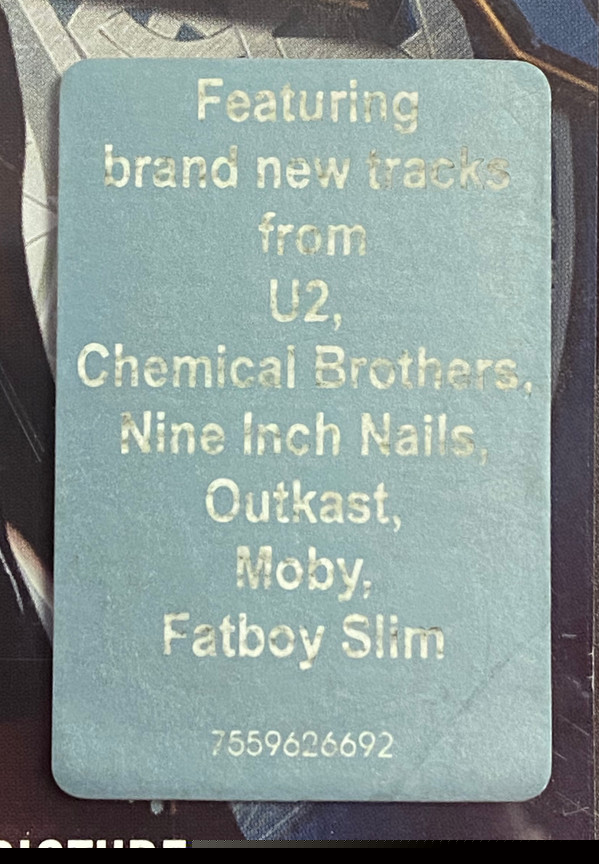 Featuring
brand new tracks
from
U2,
Chemical Brothers,
Nine Inch Nails,
Outkast,
Moby,
Fatboy Slim
7559626692